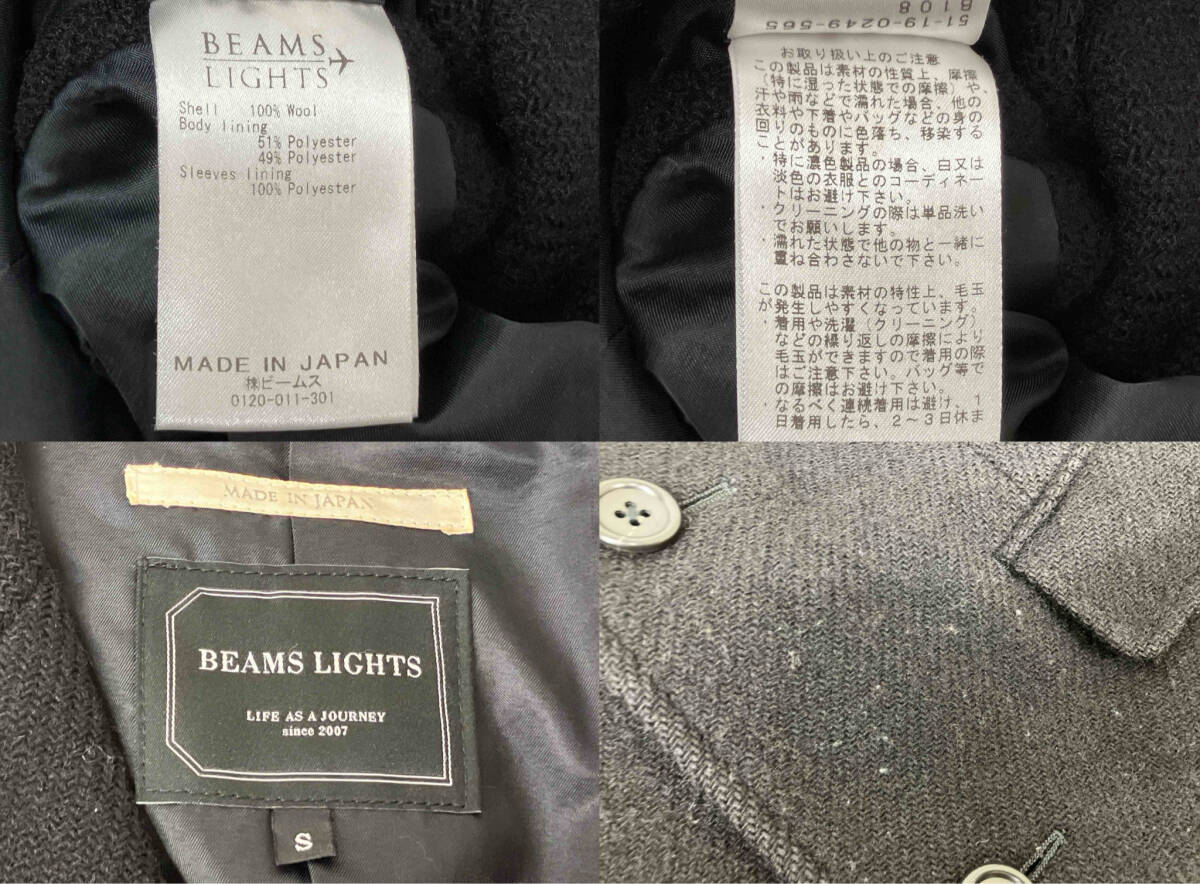 BEAMS
LIGHTS
Shell 100% Wool
Body lining
51% Polyester
49% Polyester
Sleeves lining
100% Polyester
MADE IN JAPAN
㈱ビームス
0120-011-301
51-19-0249-565
8108
お取り扱い上のご注意
この製品は素材の性質上、摩擦
（特に湿った状態での摩擦）や、
汗や雨などで濡れた場合、他の
衣料や下着やバッグなどの身の
回りのものに色落ち、移染する
ことがあります。
・特に濃色製品の場合、白又は
淡色の衣服とのコーディネー
トはお避け下さい。
・クリーニングの際は単品洗い
でお願いします。
・濡れた状態で他の物と一緒に
重ね合わさないで下さい。
この製品は素材の特性上、毛玉
が発生しやすくなっています。
・着用や洗濯（クリーニング）
などの繰り返しの摩擦により
毛玉ができますので着用の際
はご注意下さい。バッグ等で
の摩擦はお避け下さい。
・なるべく連続着用は避け、1
日着用したら、2～3日休ま
MADE IN JAPAN
BEAMS LIGHTS
LIFE AS A JOURNEY
since 2007
S